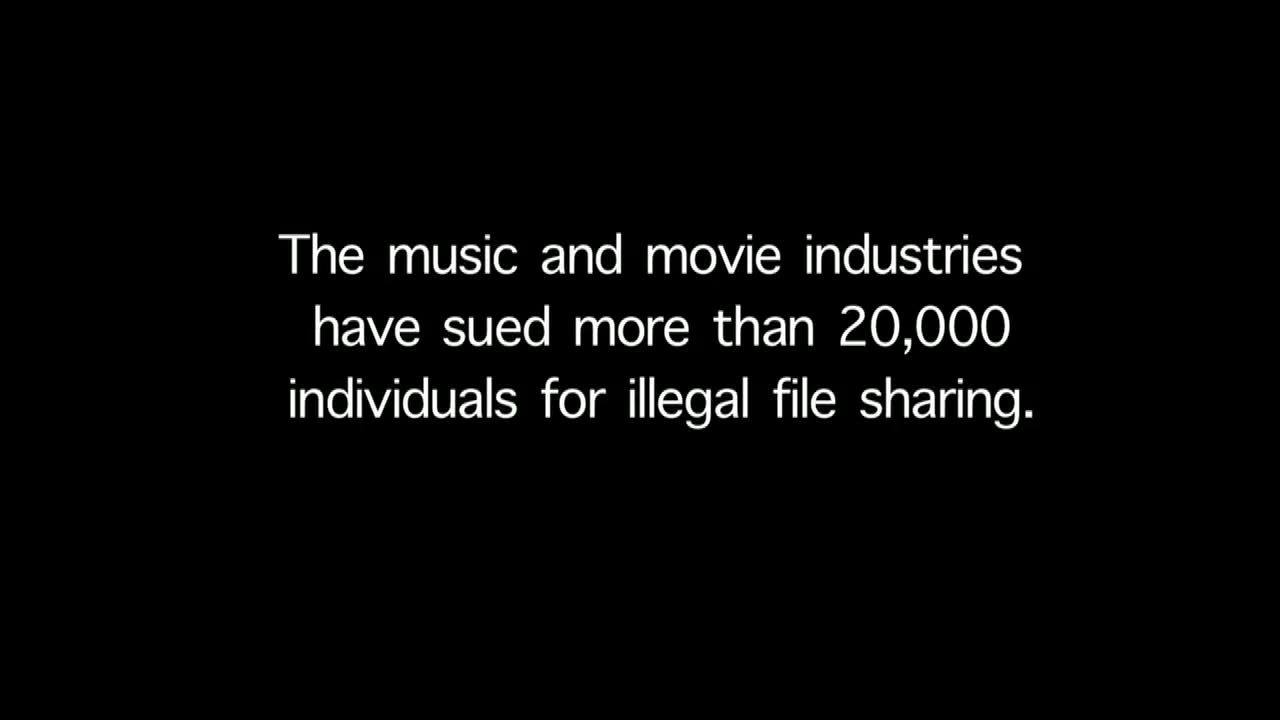 The music and movie industries
have sued more than 20,000
individuals for illegal file sharing.